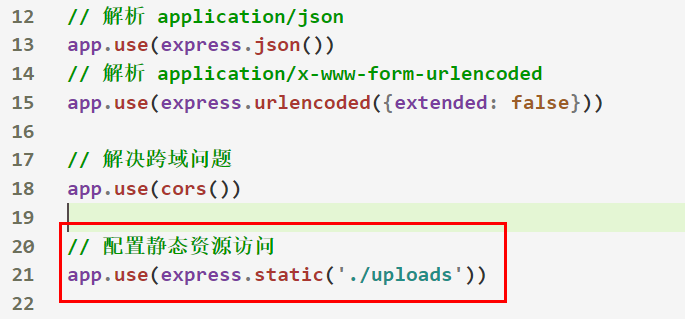 12 // 解析 application/json
13 app.use(express.json())
14 // 解析 application/x-www-form-urlencoded
15 app.use(express.urlencoded({extended: false}))
16
17 // 解决跨域问题
18 app.use(cors())
19
20 // 配置静态资源访问
21 app.use(express.static('./uploads'))
22